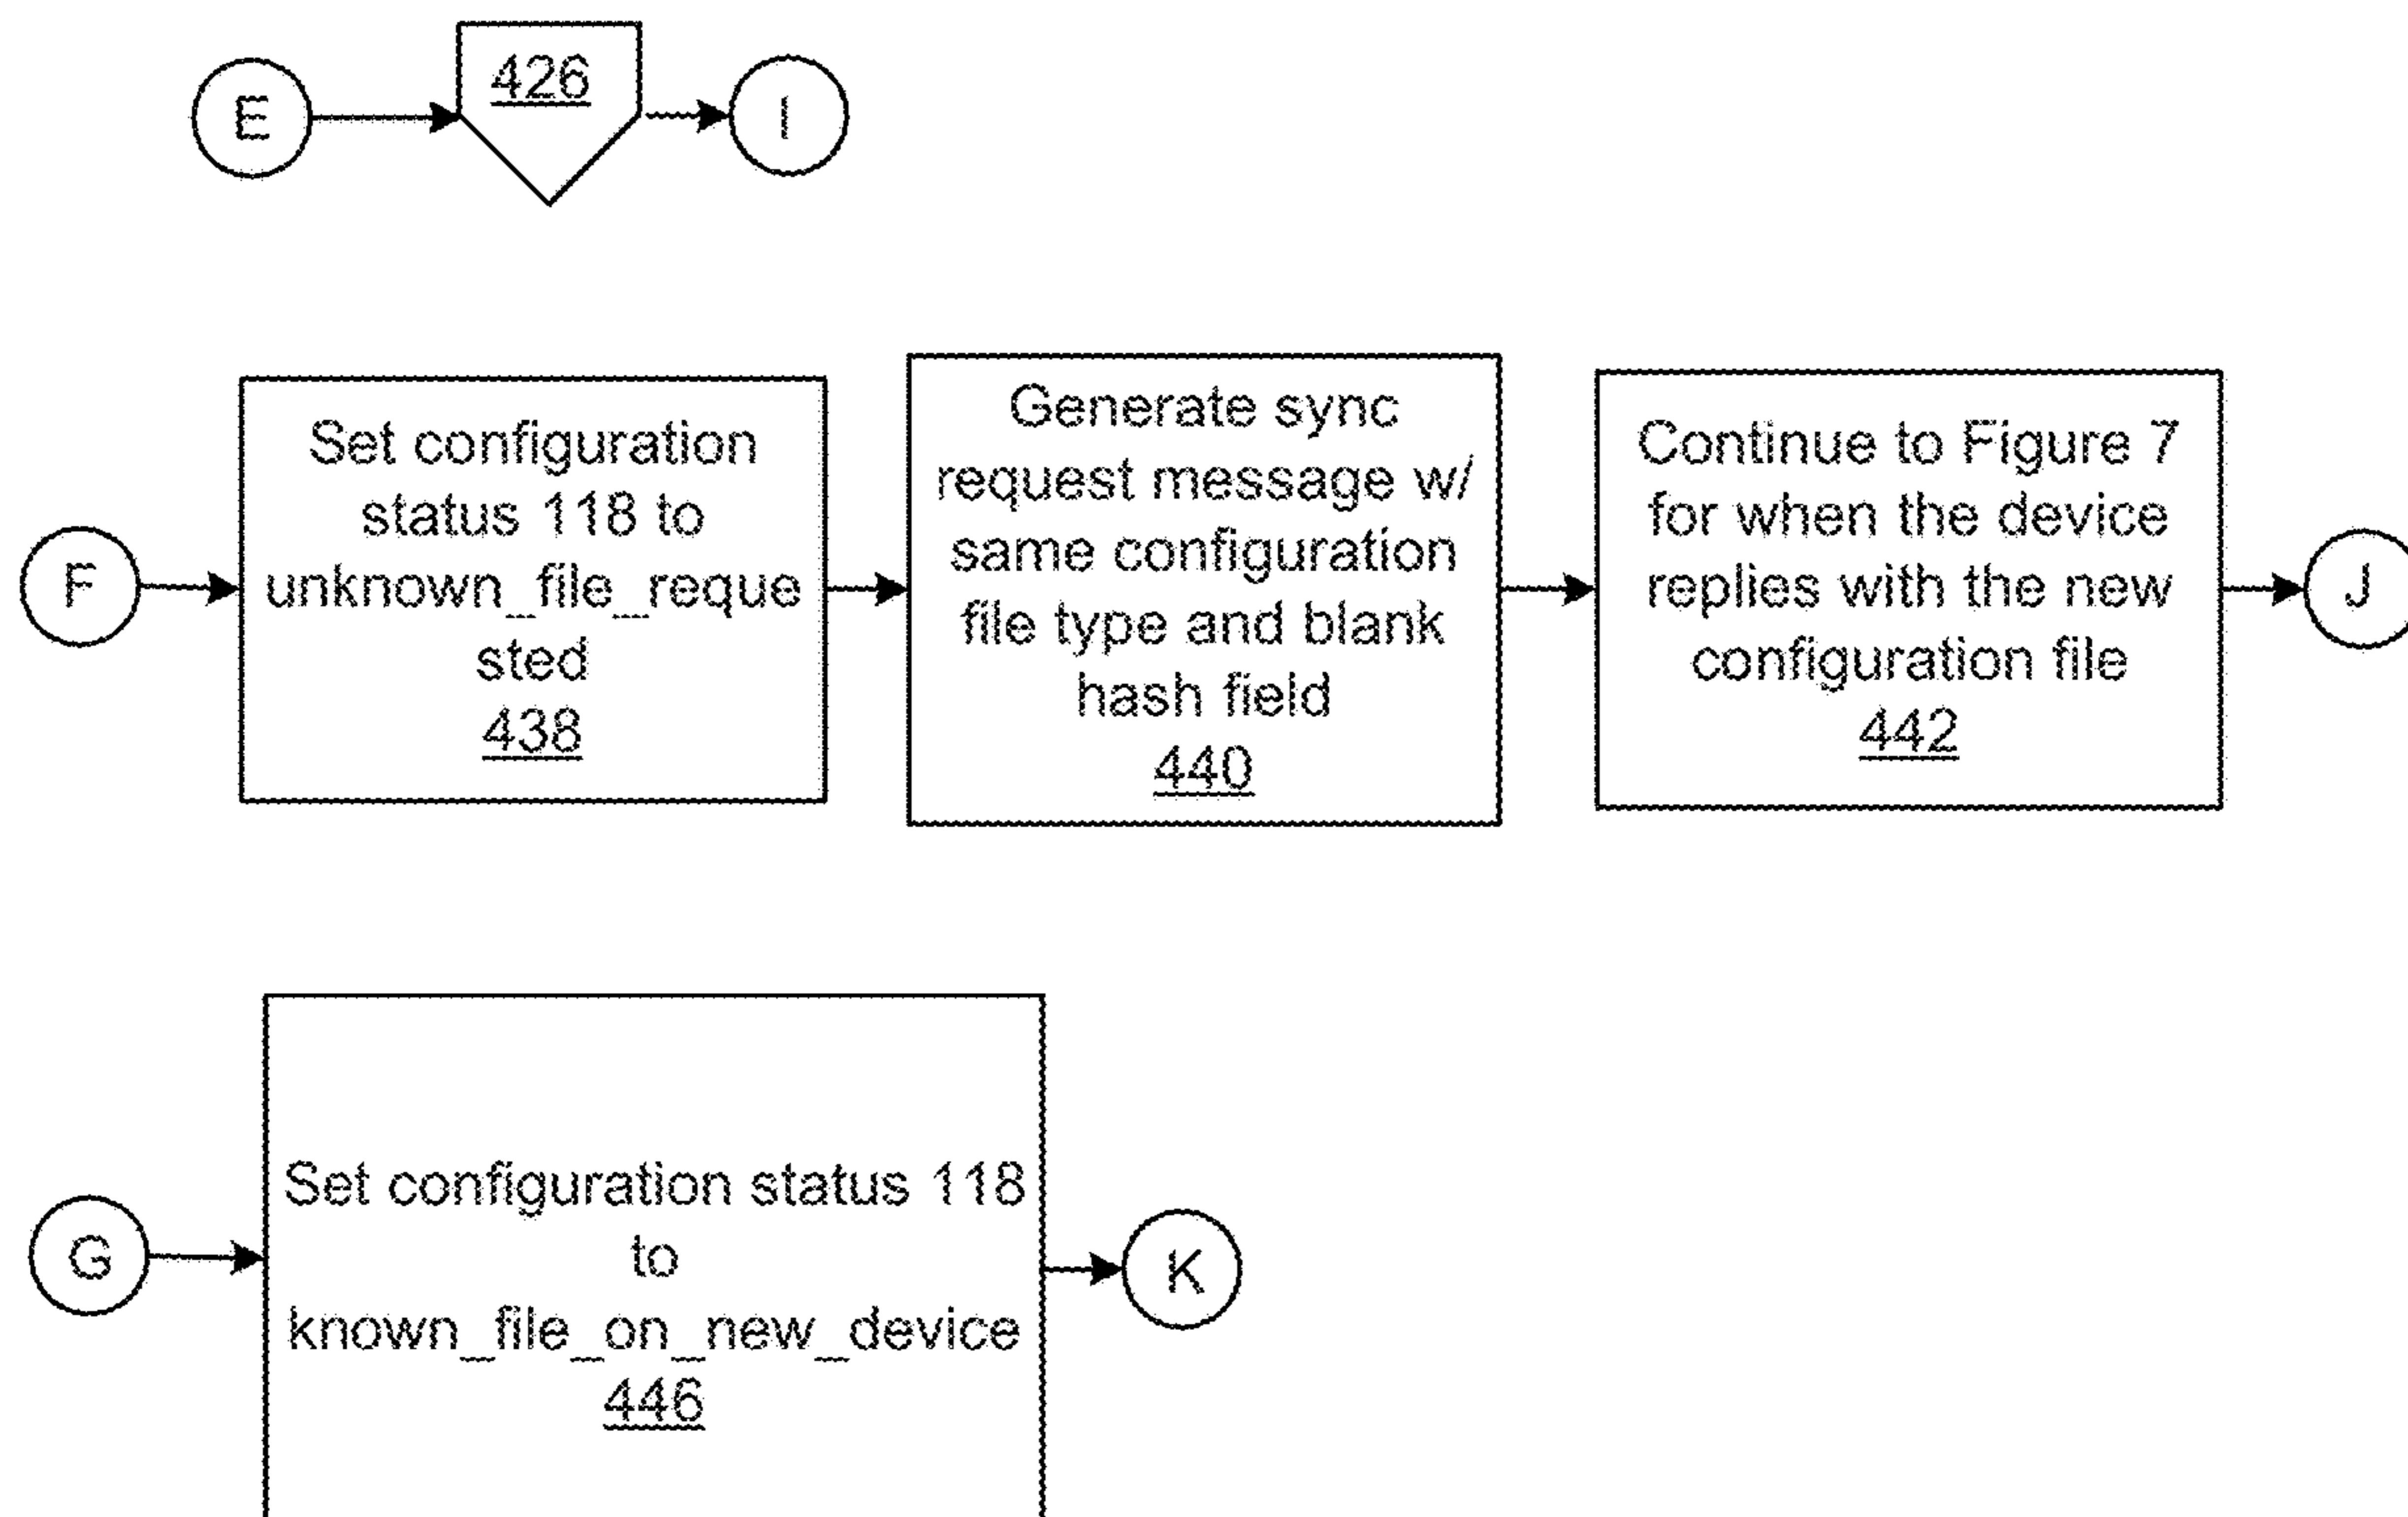 E
426
I
F
Set configuration
status 118 to
unknown_file_reque
sted
438
Generate sync
request message w/
same configuration
file type and blank
hash field
440
Continue to Figure 7
for when the device
replies with the new
configuration file
442
J
G
Set configuration status 118
to
known_file_on_new_device
446
K